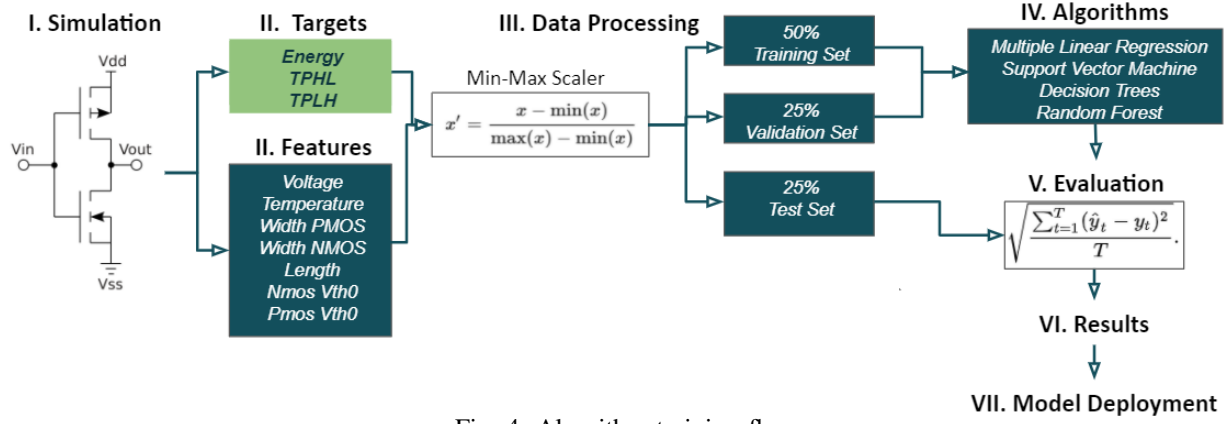 I. Simulation
Vdd
Vin
Vout
Vss
II. Targets
Energy
TPHL
TPLH
II. Features
Voltage
Temperature
Width PMOS
Width NMOS
Length
Nmos Vth0
Pmos Vth0
III. Data Processing
Min-Max Scaler
x′ = (x − min(x)) / (max(x) − min(x))
50%
Training Set
25%
Validation Set
25%
Test Set
IV. Algorithms
Multiple Linear Regression
Support Vector Machine
Decision Trees
Random Forest
V. Evaluation
√(∑ₜ₌₁ᵀ (ŷₜ − yₜ)² / T).
VI. Results
VII. Model Deployment